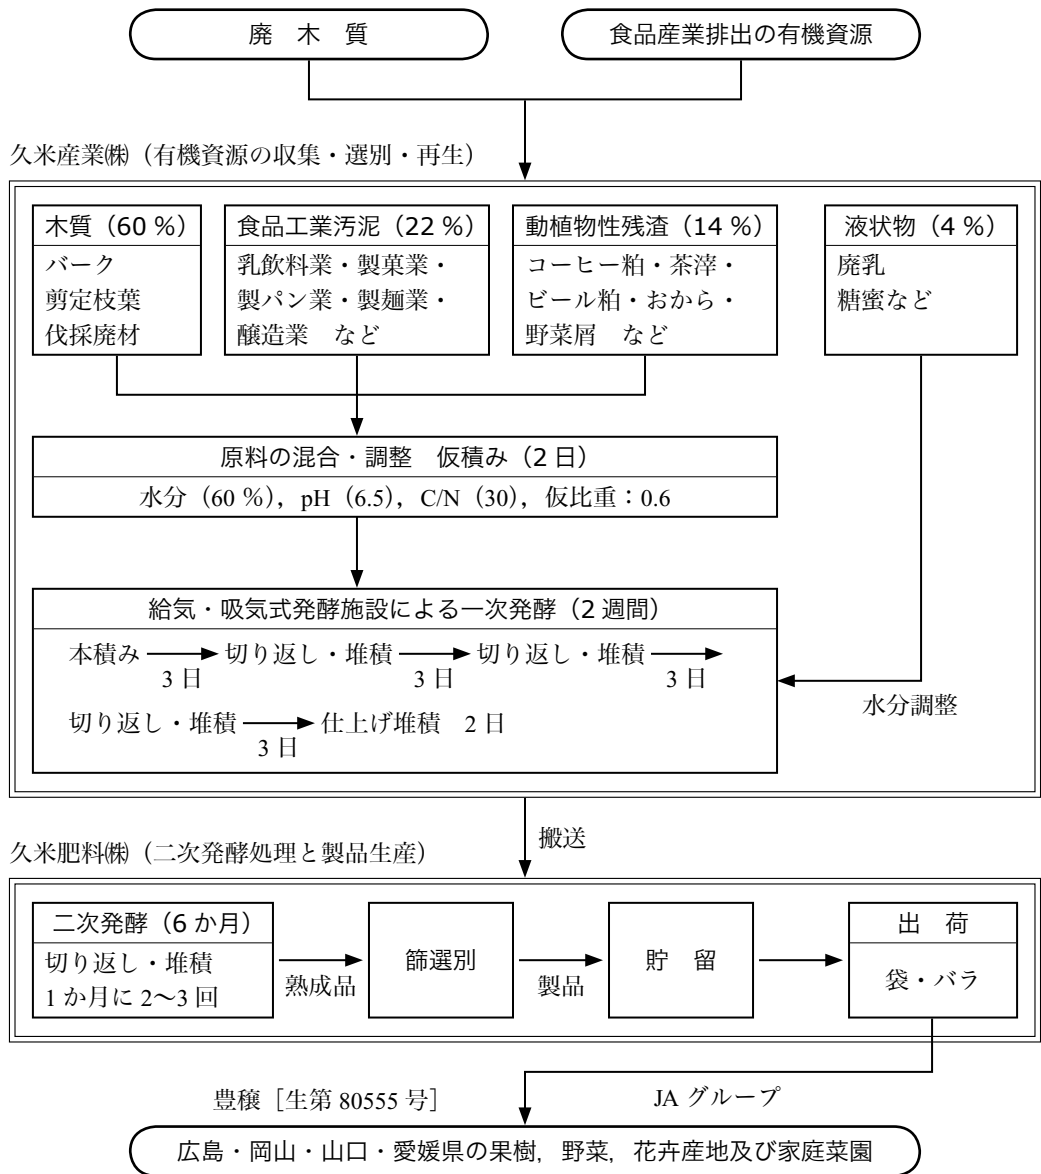 廃　木　質
食品産業排出の有機資源
久米産業㈱（有機資源の収集・選別・再生）
木質（60 %）
バーク
剪定枝葉
伐採廃材
食品工業汚泥（22 %）
乳飲料業・製菓業・
製パン業・製麺業・
醸造業　など
動植物性残渣（14 %）
コーヒー粕・茶滓・
ビール粕・おから・
野菜屑　など
液状物（4 %）
廃乳
糖蜜など
原料の混合・調整　仮積み（2 日）
水分（60 %），pH（6.5），C/N（30），仮比重：0.6
給気・吸気式発酵施設による一次発酵（2 週間）
本積み
3 日
切り返し・堆積
3 日
切り返し・堆積
3 日
切り返し・堆積
3 日
仕上げ堆積　2 日
水分調整
搬送
久米肥料㈱（二次発酵処理と製品生産）
二次発酵（6 か月）
切り返し・堆積
1 か月に 2〜3 回
熟成品
篩選別
製品
貯　留
出　荷
袋・バラ
豊穣［生第 80555 号］
JA グループ
広島・岡山・山口・愛媛県の果樹，野菜，花卉産地及び家庭菜園